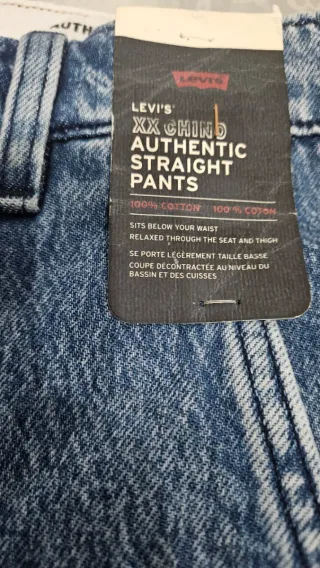 AUTH
Levi's
LEVI'S®
XX CHINO
AUTHENTIC
STRAIGHT
PANTS
100% COTTON 100% COTON
SITS BELOW YOUR WAIST
RELAXED THROUGH THE SEAT AND THIGH
SE PORTE LÉGÈREMENT TAILLE BASSE
COUPE DÉCONTRACTÉE AU NIVEAU DU
BASSIN ET DES CUISSES